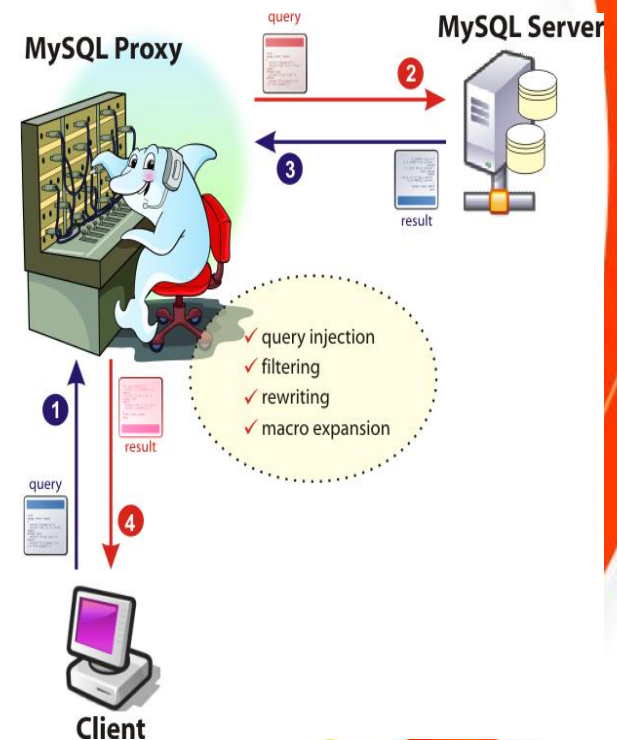 query
MySQL Server
MySQL Proxy
2
3
result
query injection
filtering
rewriting
macro expansion
1
result
query
4
Client